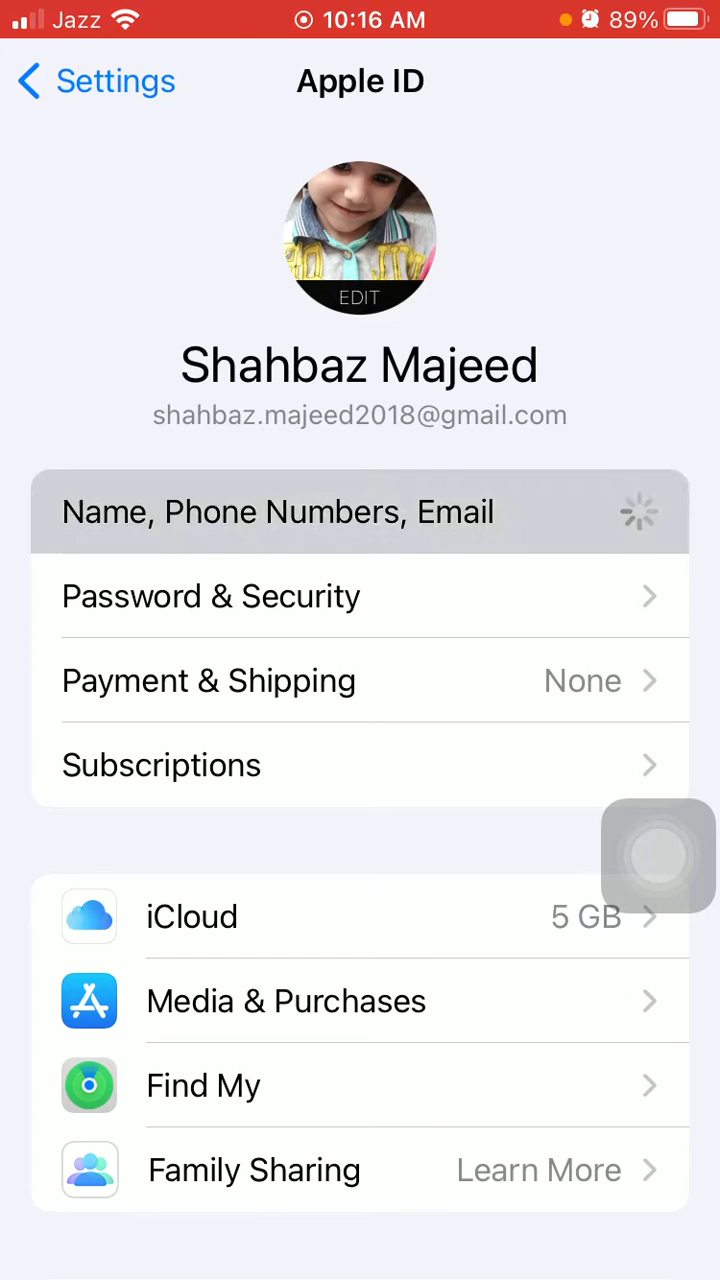 Jazz 10:16 AM 89%
Settings Apple ID
EDIT
Shahbaz Majeed
shahbaz.majeed2018@gmail.com
Name, Phone Numbers, Email
Password & Security
Payment & Shipping None
Subscriptions
iCloud 5 GB
Media & Purchases
Find My
Family Sharing Learn More